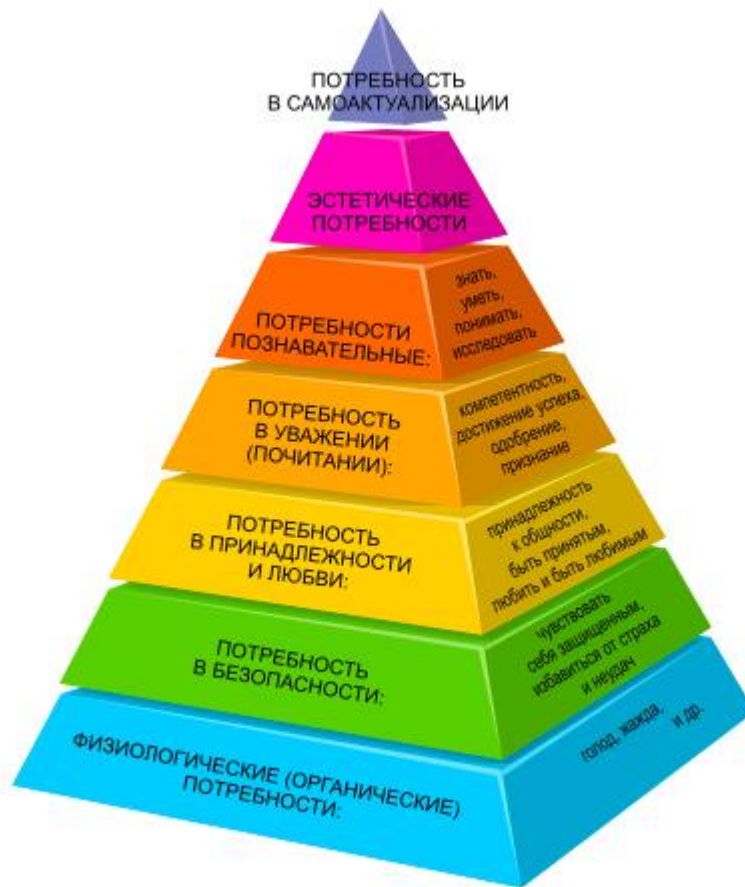 ПОТРЕБНОСТЬ
В САМОАКТУАЛИЗАЦИИ
ЭСТЕТИЧЕСКИЕ
ПОТРЕБНОСТИ
ПОТРЕБНОСТИ
ПОЗНАВАТЕЛЬНЫЕ:
знать,
уметь,
понимать,
исследовать
ПОТРЕБНОСТЬ
В УВАЖЕНИИ
(ПОЧИТАНИИ):
компетентность,
достижение успеха,
одобрение,
признание
ПОТРЕБНОСТЬ
В ПРИНАДЛЕЖНОСТИ
И ЛЮБВИ:
принадлежность
к общности,
быть принятым,
любить и быть любимым
ПОТРЕБНОСТЬ
В БЕЗОПАСНОСТИ:
чувствовать
себя защищенным,
избавиться от страха
и неудач
ФИЗИОЛОГИЧЕСКИЕ (ОРГАНИЧЕСКИЕ)
ПОТРЕБНОСТИ:
голод, жажда,
и др.